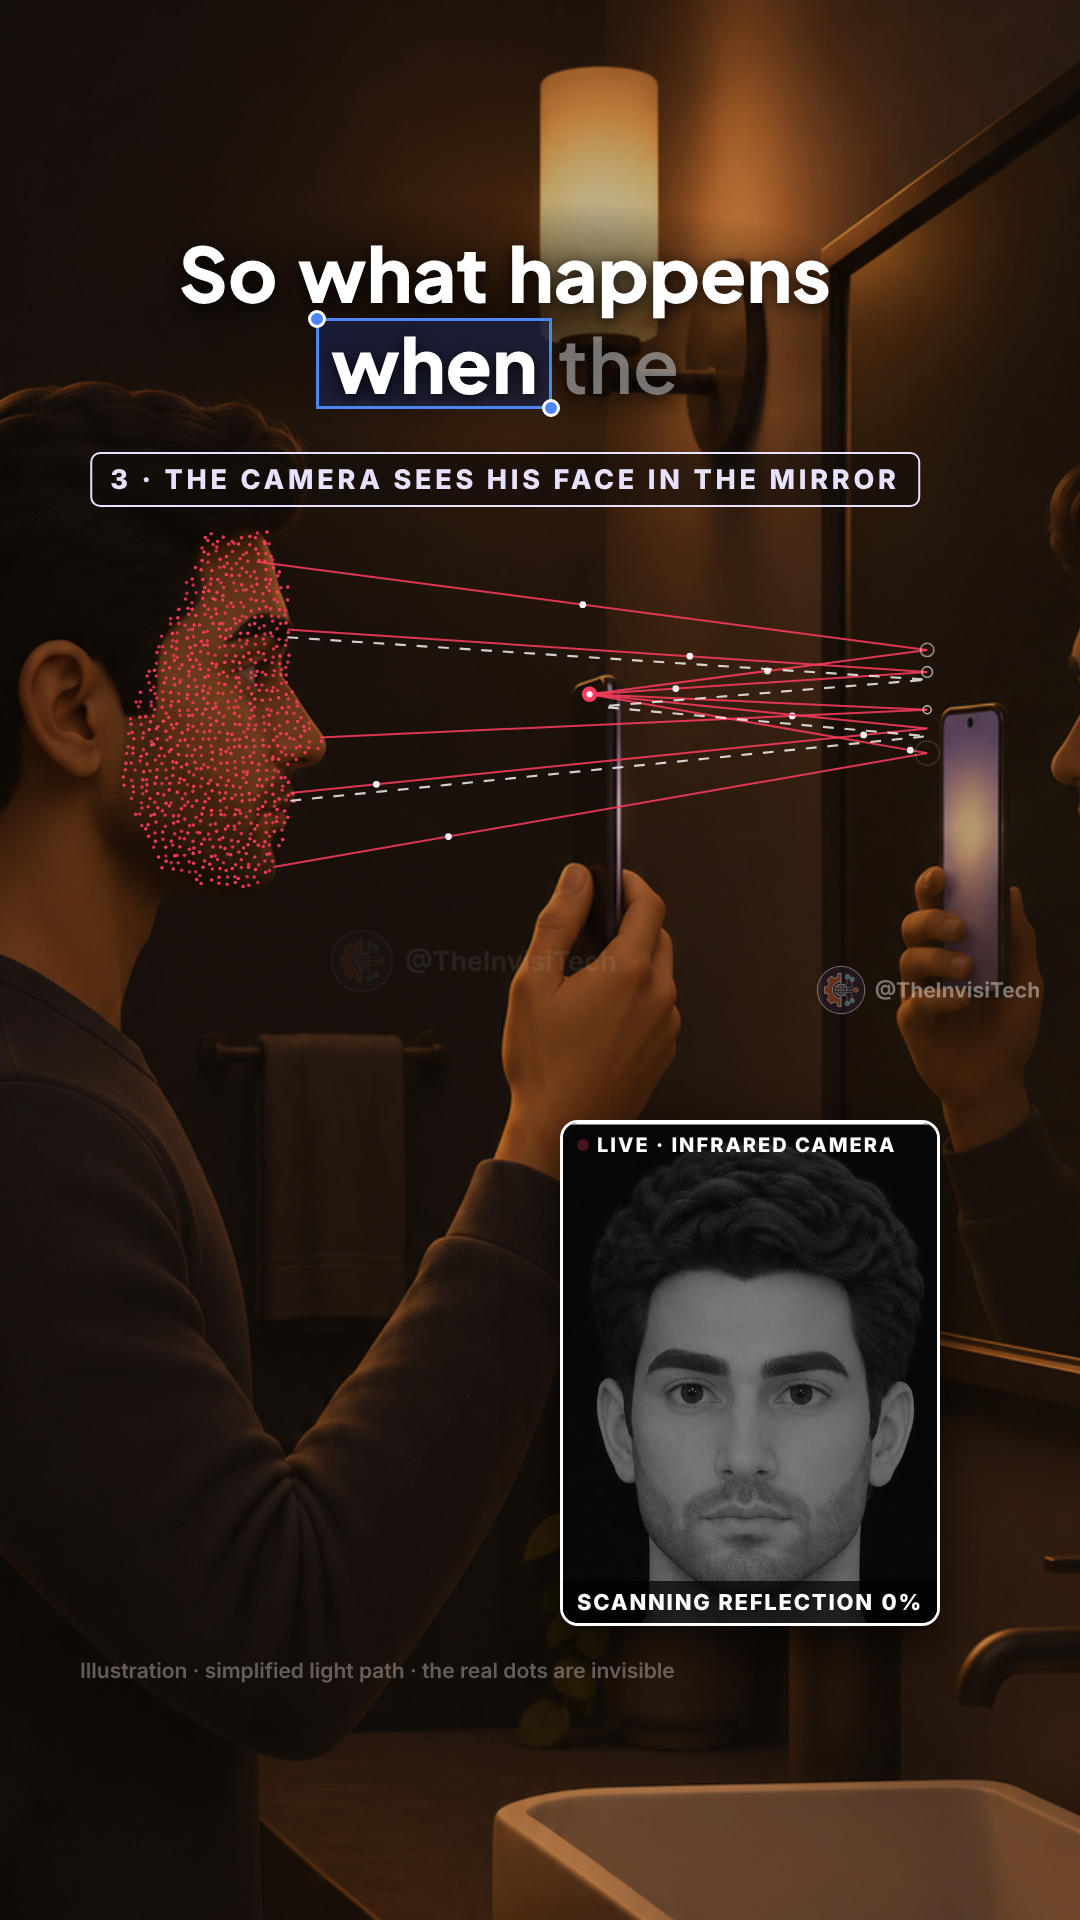 So what happens
when the
3 · THE CAMERA SEES HIS FACE IN THE MIRROR
@TheInvisiTech
@TheInvisiTech
LIVE · INFRARED CAMERA
SCANNING REFLECTION 0%
Illustration · simplified light path · the real dots are invisible